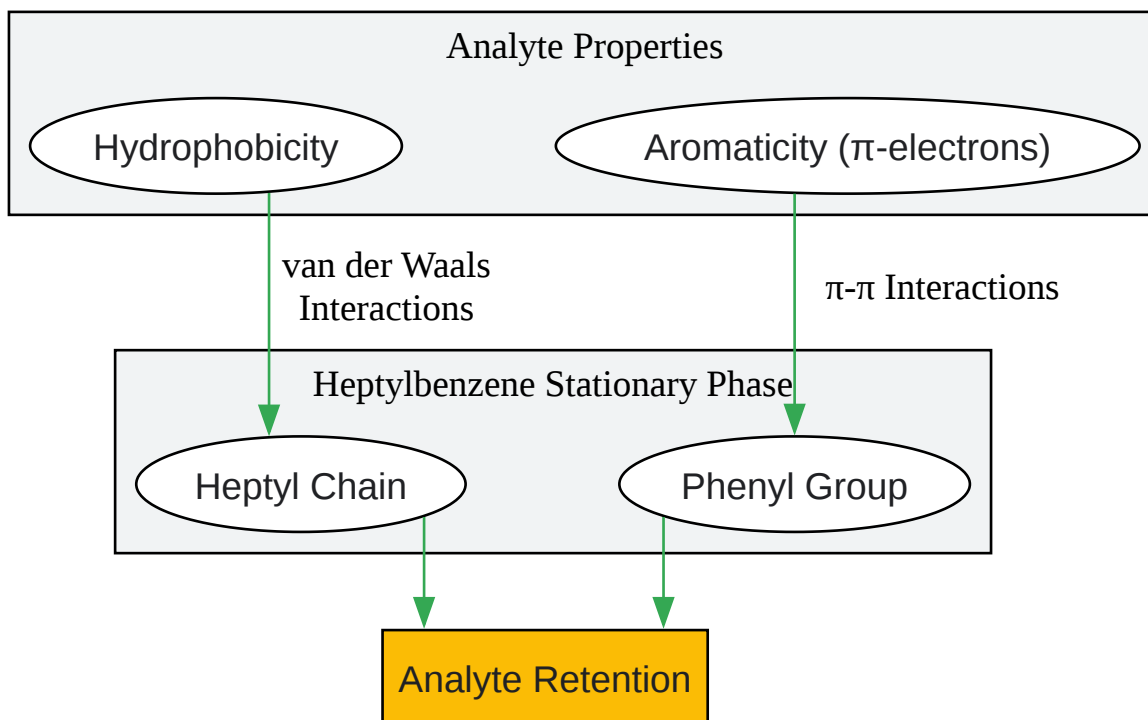 Analyte Properties
Hydrophobicity
Aromaticity (π-electrons)
van der Waals
Interactions
π-π Interactions
Heptylbenzene Stationary Phase
Heptyl Chain
Phenyl Group
Analyte Retention